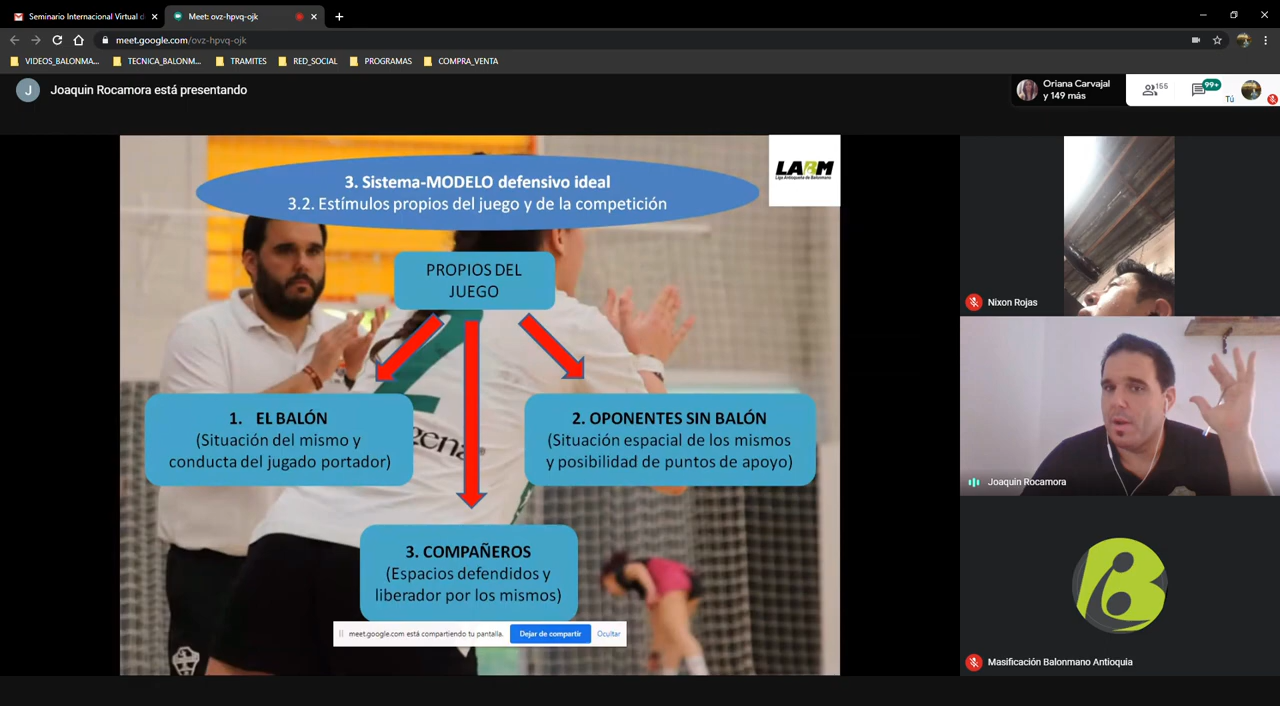 Seminario Internacional Virtual d
Meet: ovz-hpvq-ojk
meet.google.com/ovz-hpvq-ojk
VIDEOS_BALONMA...
TECNICA_BALONM...
TRAMITES
RED_SOCIAL
PROGRAMAS
COMPRA_VENTA
J
Joaquin Rocamora está presentando
Oriana Carvajal
y 149 más
155
99+
Tú
3. Sistema-MODELO defensivo ideal
3.2. Estímulos propios del juego y de la competición
LABM
Liga Antioqueña de Balonmano
PROPIOS DEL
JUEGO
1. EL BALÓN
(Situación del mismo y
conducta del jugado portador)
2. OPONENTES SIN BALÓN
(Situación espacial de los mismos
y posibilidad de puntos de apoyo)
3. COMPAÑEROS
(Espacios defendidos y
liberador por los mismos)
meet.google.com está compartiendo tu pantalla.
Dejar de compartir
Ocultar
Nixon Rojas
Joaquin Rocamora
Masificación Balonmano Antioquia